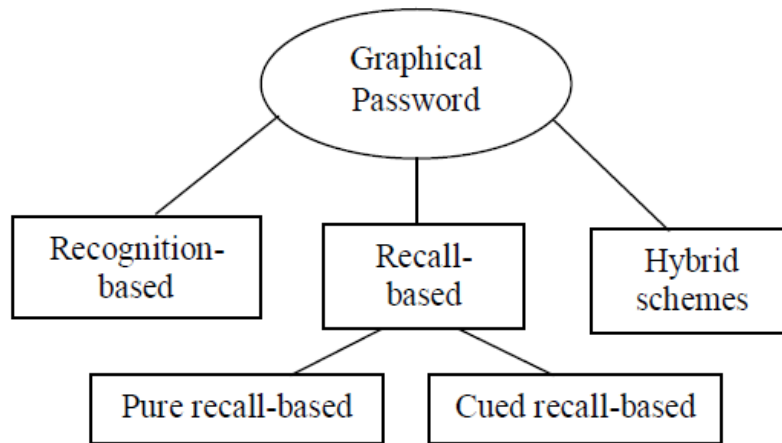 Graphical
Password
Recognition-
based
Recall-
based
Hybrid
schemes
Pure recall-based
Cued recall-based